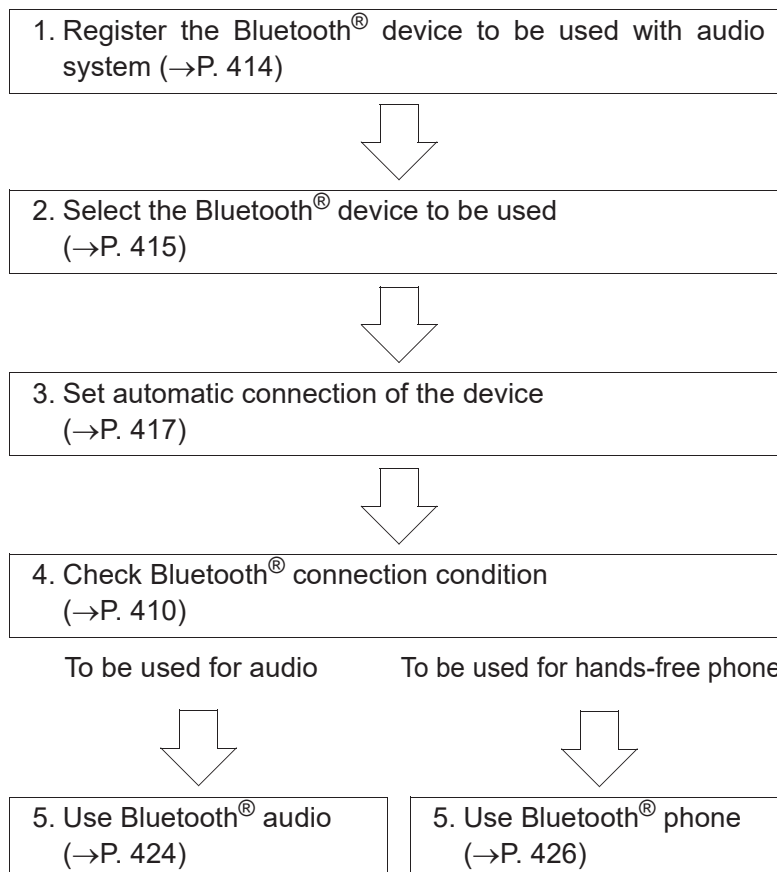 1. Register the Bluetooth® device to be used with audio
system (→P. 414)
2. Select the Bluetooth® device to be used
(→P. 415)
3. Set automatic connection of the device
(→P. 417)
4. Check Bluetooth® connection condition
(→P. 410)
To be used for audio
To be used for hands-free phone
5. Use Bluetooth® audio
(→P. 424)
5. Use Bluetooth® phone
(→P. 426)